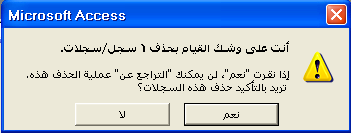 Microsoft Access
أنت على وشك القيام بحذف ١ سجل/سجلات.
إذا نقرت "نعم"، لن يمكنك "التراجع عن" عملية الحذف هذه.
تريد بالتأكيد حذف هذه السجلات؟
نعم
لا